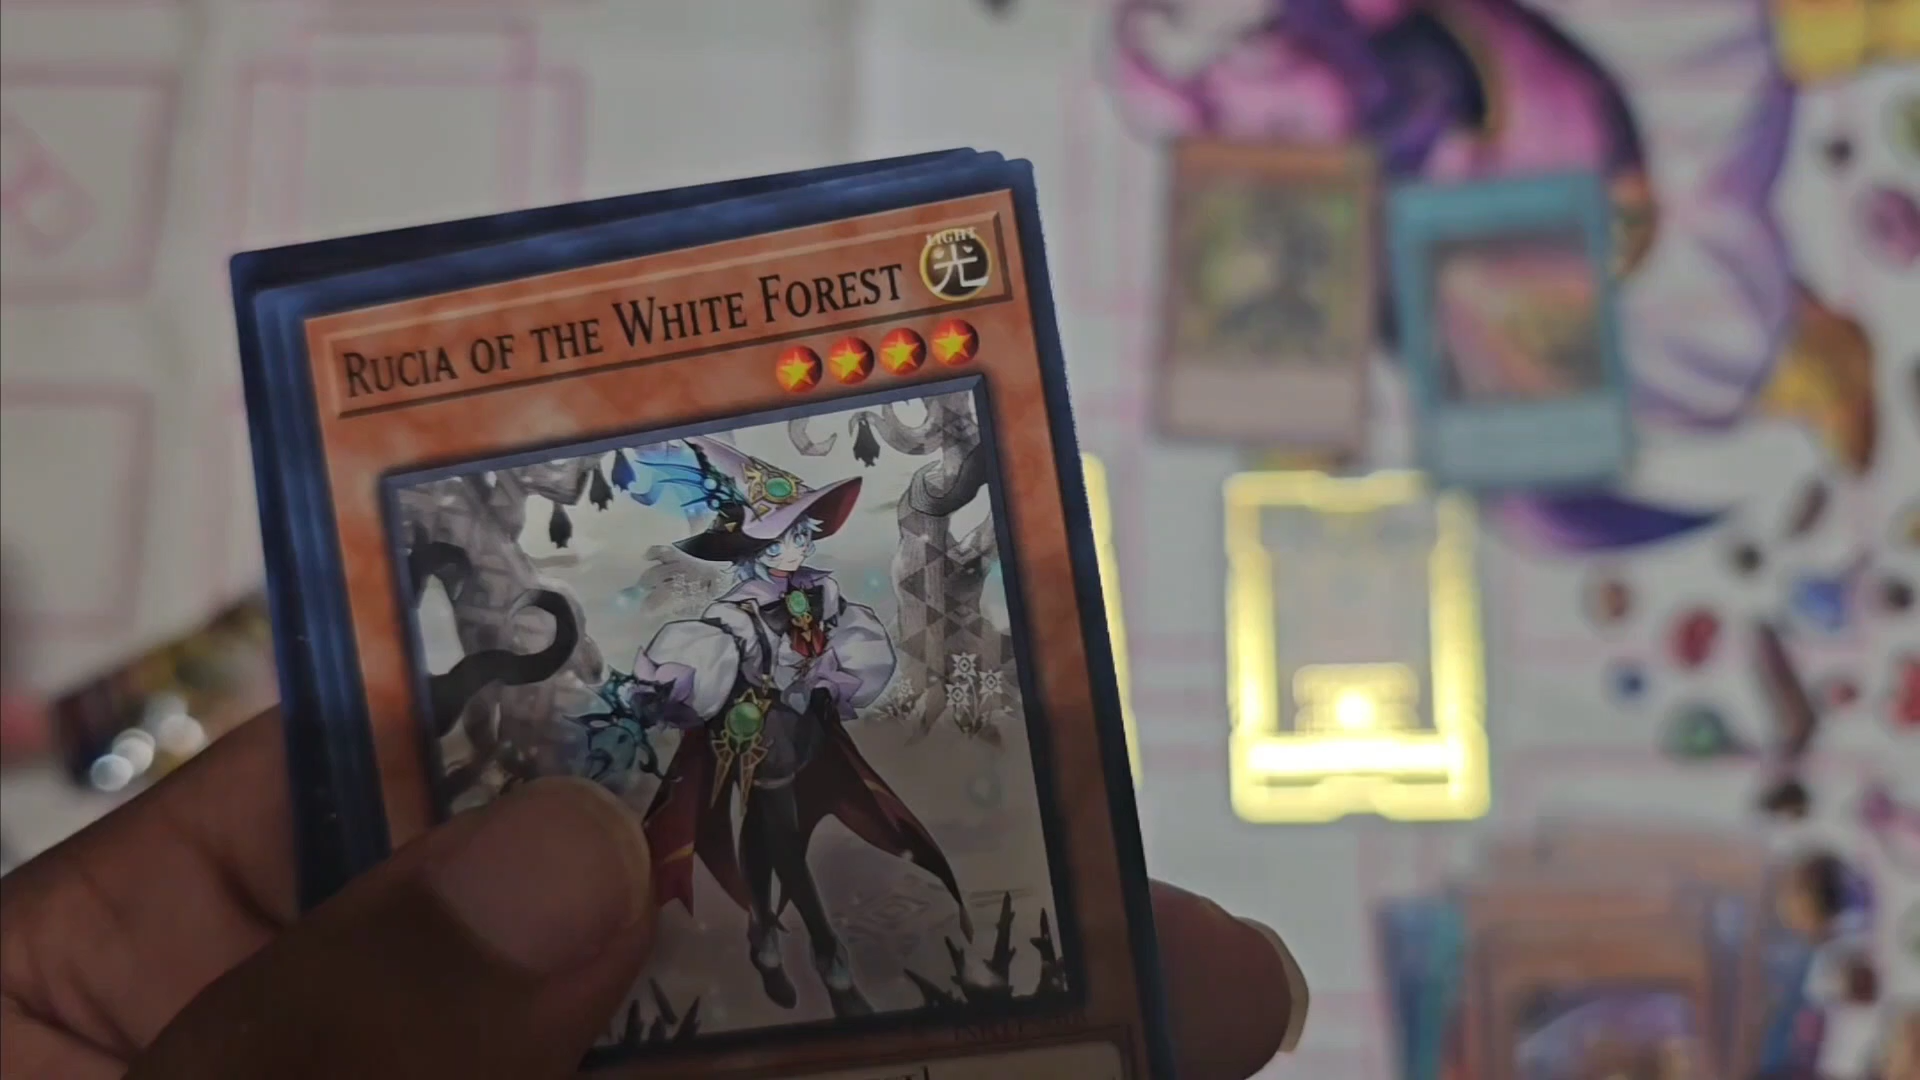 RUCIA OF THE WHITE FOREST
LIGHT
光